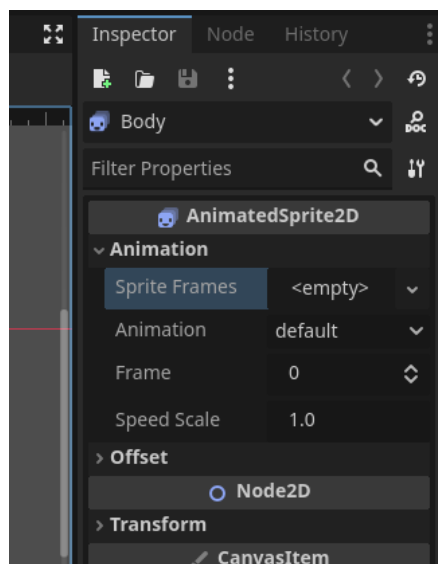 Inspector Node History
Body
DOC
Filter Properties
AnimatedSprite2D
Animation
Sprite Frames <empty>
Animation default
Frame 0
Speed Scale 1.0
Offset
Node2D
Transform
CanvasItem